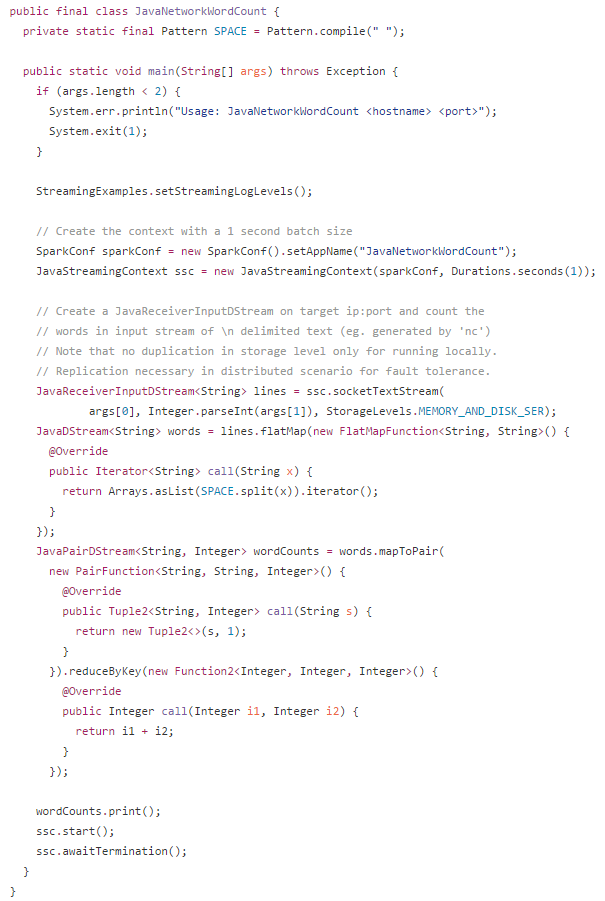 public final class JavaNetworkWordCount {
  private static final Pattern SPACE = Pattern.compile(" ");

  public static void main(String[] args) throws Exception {
    if (args.length < 2) {
      System.err.println("Usage: JavaNetworkWordCount <hostname> <port>");
      System.exit(1);
    }

    StreamingExamples.setStreamingLogLevels();

    // Create the context with a 1 second batch size
    SparkConf sparkConf = new SparkConf().setAppName("JavaNetworkWordCount");
    JavaStreamingContext ssc = new JavaStreamingContext(sparkConf, Durations.seconds(1));

    // Create a JavaReceiverInputDStream on target ip:port and count the
    // words in input stream of \n delimited text (eg. generated by 'nc')
    // Note that no duplication in storage level only for running locally.
    // Replication necessary in distributed scenario for fault tolerance.
    JavaReceiverInputDStream<String> lines = ssc.socketTextStream(
            args[0], Integer.parseInt(args[1]), StorageLevels.MEMORY_AND_DISK_SER);
    JavaDStream<String> words = lines.flatMap(new FlatMapFunction<String, String>() {
      @Override
      public Iterator<String> call(String x) {
        return Arrays.asList(SPACE.split(x)).iterator();
      }
    });
    JavaPairDStream<String, Integer> wordCounts = words.mapToPair(
      new PairFunction<String, String, Integer>() {
        @Override
        public Tuple2<String, Integer> call(String s) {
          return new Tuple2<>(s, 1);
        }
      }).reduceByKey(new Function2<Integer, Integer, Integer>() {
        @Override
        public Integer call(Integer i1, Integer i2) {
          return i1 + i2;
        }
      });

    wordCounts.print();
    ssc.start();
    ssc.awaitTermination();
  }
}